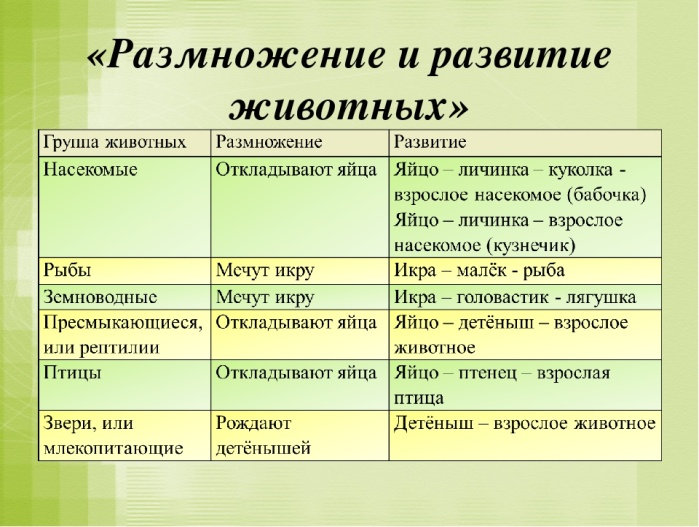 «Размножение и развитие
животных»
Группа животных Размножение Развитие
Насекомые Откладывают яйца Яйцо – личинка – куколка -
взрослое насекомое (бабочка)
Яйцо – личинка – взрослое
насекомое (кузнечик)
Рыбы Мечут икру Икра – малёк - рыба
Земноводные Мечут икру Икра – головастик - лягушка
Пресмыкающиеся, Откладывают яйца Яйцо – детёныш – взрослое
или рептилии животное
Птицы Откладывают яйца Яйцо – птенец – взрослая
птица
Звери, или Рождают Детёныш – взрослое животное
млекопитающие детёнышей